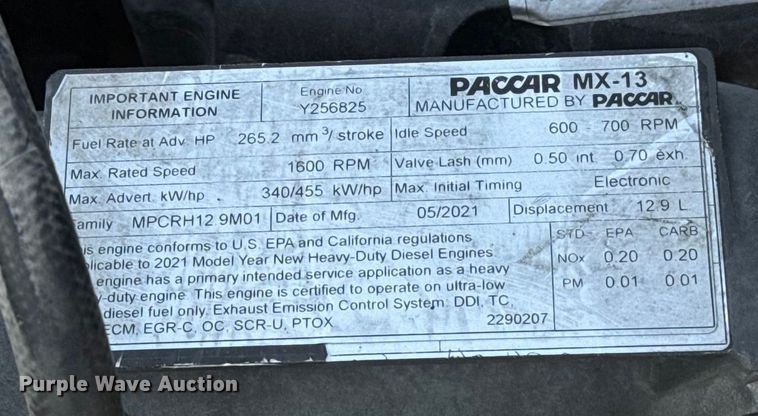 IMPORTANT ENGINE INFORMATION
Engine No.
Y256825
PACCAR MX-13
MANUFACTURED BY PACCAR
Fuel Rate at Adv. HP 265.2 mm³/ stroke
Idle Speed 600 - 700 RPM
Max. Rated Speed 1600 RPM
Valve Lash (mm) 0.50 int. 0.70 exh.
Max. Advert. kW/hp 340/455 kW/hp
Max. Initial Timing Electronic
amily MPCRH12.9M01
Date of Mfg. 05/2021
Displacement 12.9 L
is engine conforms to U.S. EPA and California regulations
plicable to 2021 Model Year New Heavy-Duty Diesel Engines
engine has a primary intended service application as a heavy
-duty engine. This engine is certified to operate on ultra-low
diesel fuel only. Exhaust Emission Control System: DDI, TC,
ECM, EGR-C, OC, SCR-U, PTOX 2290207
STD EPA CARB
NOx 0.20 0.20
PM 0.01 0.01
Purple Wave Auction